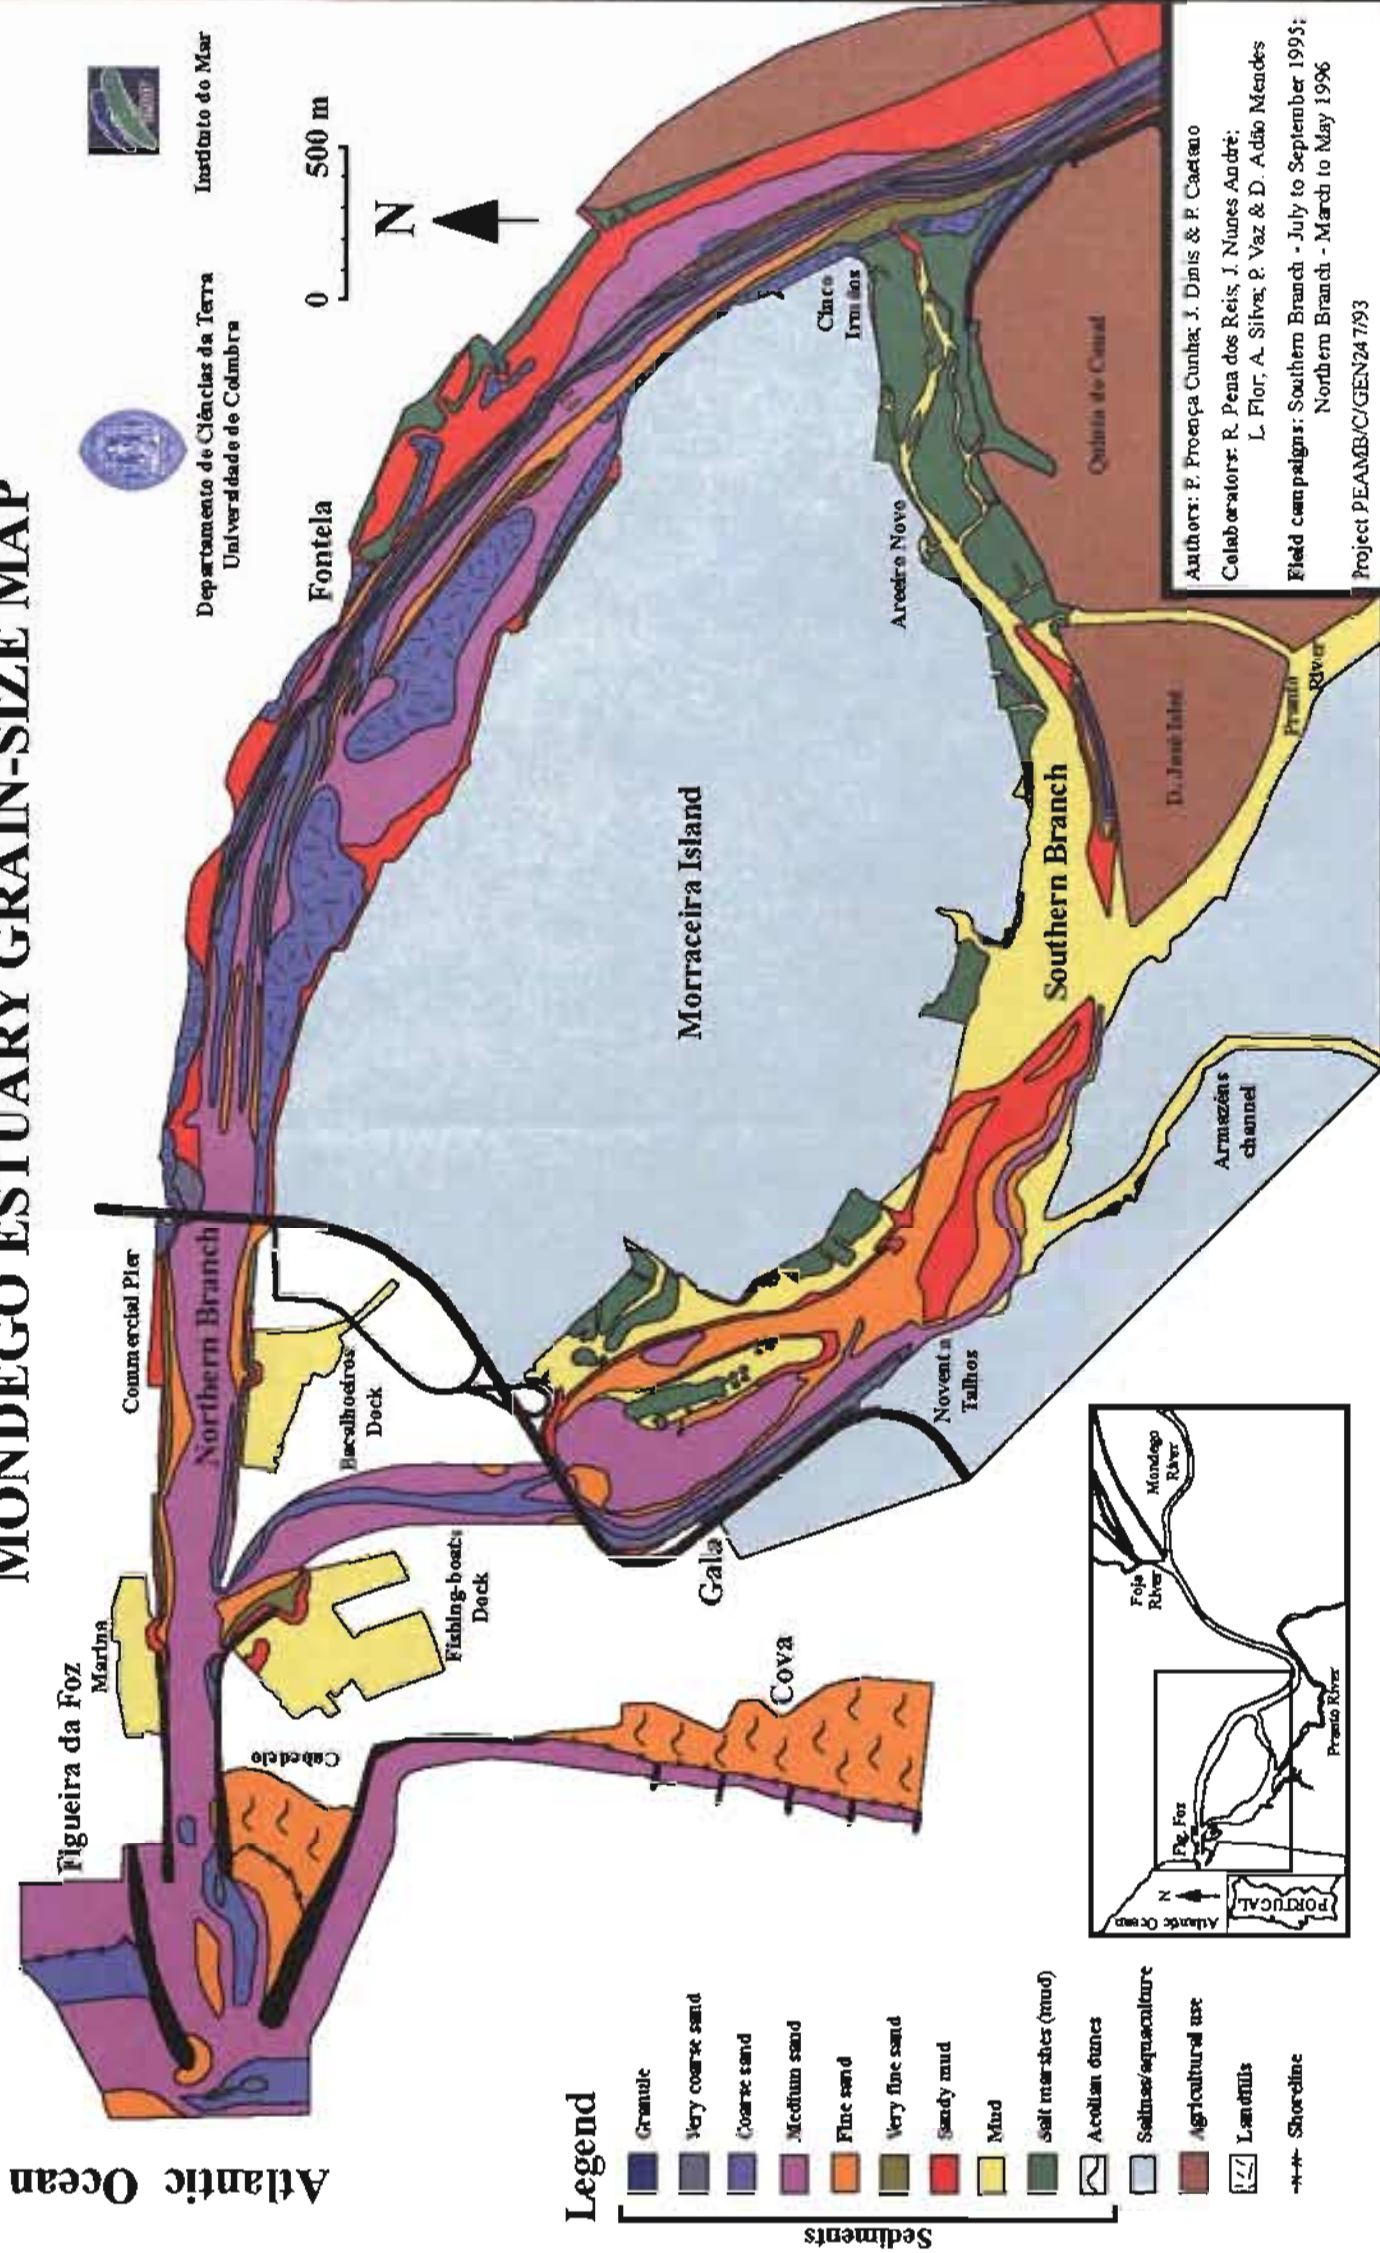 MONDEGO ESTUARY GRAIN-SIZE MAP
Departamento de Ciências da Terra
Universidade de Coimbra
Instituto do Mar
0 500 m
N
Atlantic Ocean
Figueira da Foz
Marina
Commercial Pier
Northern Branch
Fontela
Cabedelo
Fishing-boats
Dock
Bacalhoeiros
Dock
Cova
Gala
Noventa
Talhos
Morraceira Island
Cinco
Irmãos
Areeiro Novo
Southern Branch
Armazéns
channel
D. José Islet
Quinta do Canal
Pranto
River
Legend
Sediments
Granule
Very coarse sand
Coarse sand
Medium sand
Fine sand
Very fine sand
Sandy mud
Mud
Salt marshes (mud)
Aeolian dunes
Salinas/aquaculture
Agricultural use
Landfills
Shoreline
Atlantic Ocean
N
PORTUGAL
Fig. Foz
Foja
River
Mondego
River
Pranto River
Authors: P. Proença Cunha; J. Dinis & P. Caetano
Colaborators: R. Pena dos Reis; J. Nunes André;
L. Flor; A. Silva; P. Vaz & D. Adão Mendes
Field campaigns: Southern Branch - July to September 1995;
Northern Branch - March to May 1996
Project PEAMB/C/GEN/247/93